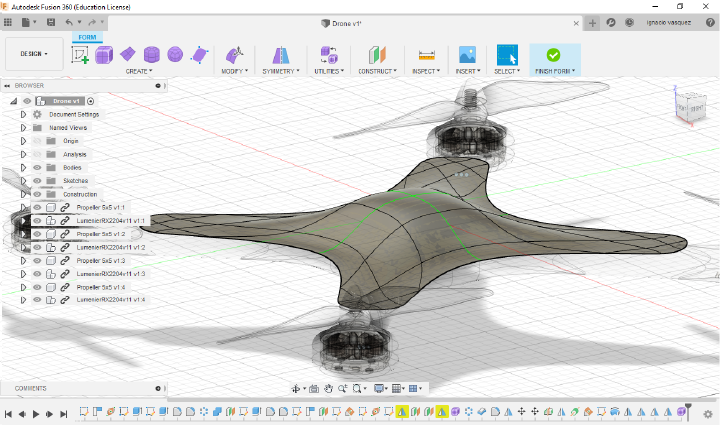 Autodesk Fusion 360 (Education License)
Drone v1*
ignacio vasquez
FORM
DESIGN
CREATE
MODIFY
SYMMETRY
UTILITIES
CONSTRUCT
INSPECT
INSERT
SELECT
FINISH FORM
BROWSER
Drone v1
Document Settings
Named Views
Origin
Analysis
Bodies
Sketches
Construction
Propeller 5x5 v1:1
LumenierRX2204v11 v1:1
Propeller 5x5 v1:2
LumenierRX2204v11 v1:2
Propeller 5x5 v1:3
LumenierRX2204v11 v1:3
Propeller 5x5 v1:4
LumenierRX2204v11 v1:4
Z
RIGHT
X
COMMENTS